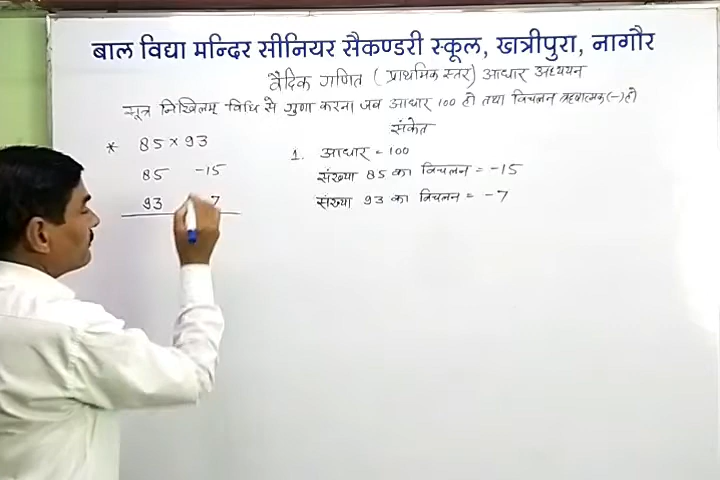 बाल विद्या मन्दिर सीनियर सैकण्डरी स्कूल, खत्रीपुरा, नागौर
वैदिक गणित ( प्राथमिक स्तर ) आधार अध्ययन
सूत्र निखिलम् विधि से गुणा करना जब आधार 100 हो तथा विचलन ऋणात्मक (-) हो
संकेत
* 85 × 93
85 -15
93 7
1. आधार = 100
संख्या 85 का विचलन = -15
संख्या 93 का विचलन = -7